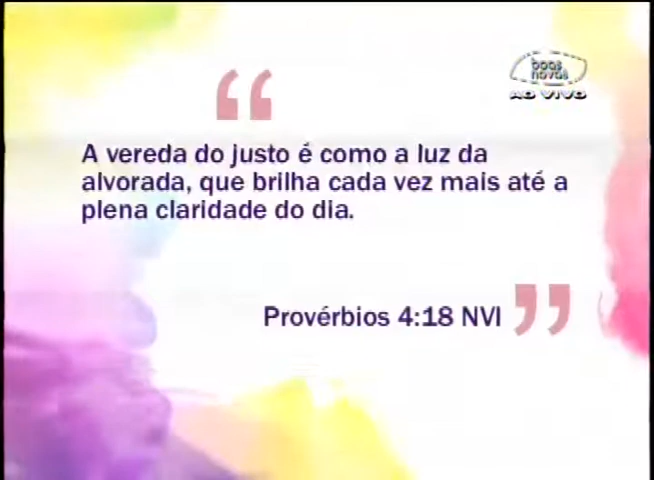 boas
novas
AO VIVO
A vereda do justo é como a luz da
alvorada, que brilha cada vez mais até a
plena claridade do dia.
Provérbios 4:18 NVI